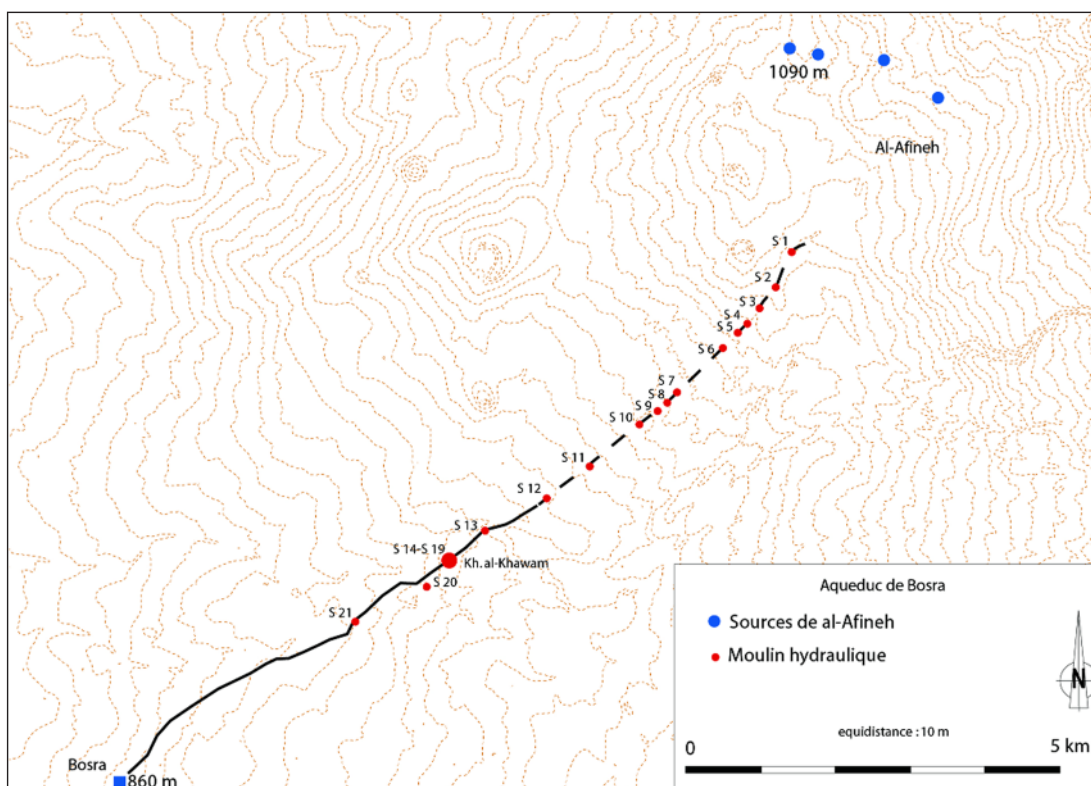 1090 m
Al-Afineh
S 1
S 2
S 3
S 4
S 5
S 6
S 7
S 8
S 9
S 10
S 11
S 12
S 13
S 14-S 19
Kh. al-Khawam
S 20
S 21
Bosra
860 m
Aqueduc de Bosra
Sources de al-Afineh
Moulin hydraulique
N
equidistance : 10 m
0 5 km